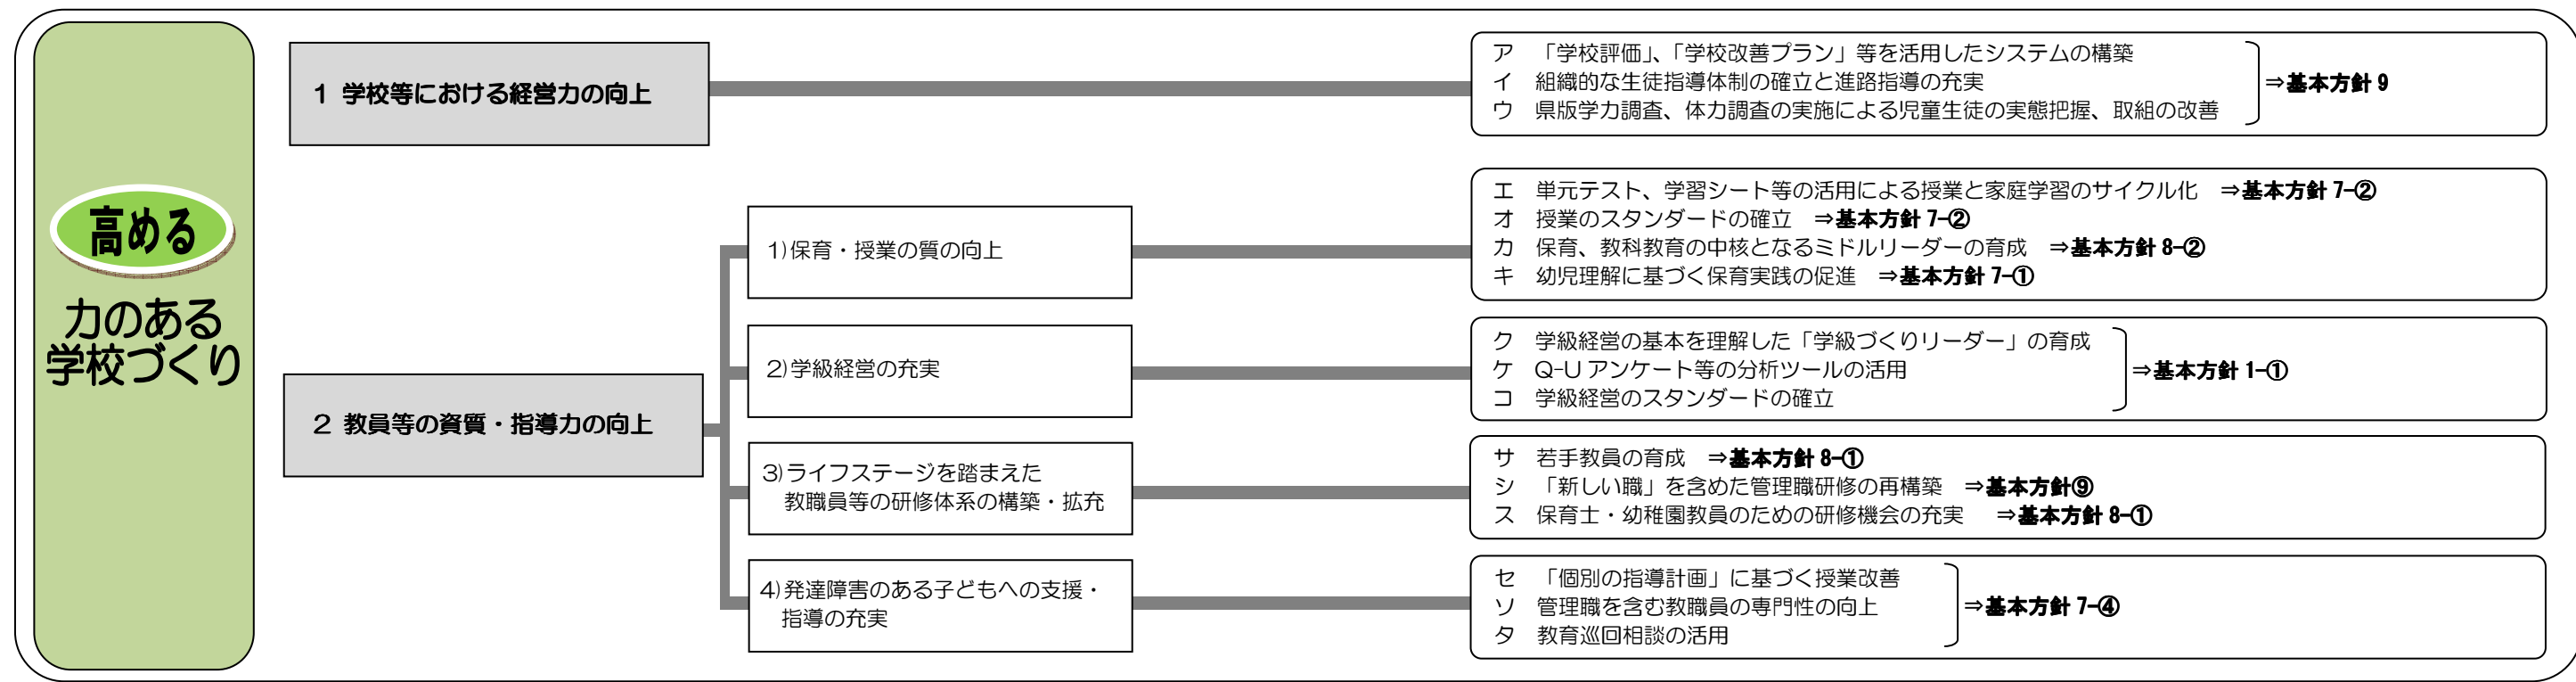 高める
力のある
学校づくり
1 学校等における経営力の向上
ア 「学校評価」、「学校改善プラン」等を活用したシステムの構築
イ 組織的な生徒指導体制の確立と進路指導の充実
ウ 県版学力調査、体力調査の実施による児童生徒の実態把握、取組の改善
⇒基本方針 9
2 教員等の資質・指導力の向上
1)保育・授業の質の向上
エ 単元テスト、学習シート等の活用による授業と家庭学習のサイクル化 ⇒基本方針 7-②
オ 授業のスタンダードの確立 ⇒基本方針 7-②
カ 保育、教科教育の中核となるミドルリーダーの育成 ⇒基本方針 8-②
キ 幼児理解に基づく保育実践の促進 ⇒基本方針 7-①
2)学級経営の充実
ク 学級経営の基本を理解した「学級づくりリーダー」の育成
ケ Q-U アンケート等の分析ツールの活用
コ 学級経営のスタンダードの確立
⇒基本方針 1-①
3)ライフステージを踏まえた
教職員等の研修体系の構築・拡充
サ 若手教員の育成 ⇒基本方針 8-①
シ 「新しい職」を含めた管理職研修の再構築 ⇒基本方針⑨
ス 保育士・幼稚園教員のための研修機会の充実 ⇒基本方針 8-①
4)発達障害のある子どもへの支援・
指導の充実
セ 「個別の指導計画」に基づく授業改善
ソ 管理職を含む教職員の専門性の向上
タ 教育巡回相談の活用
⇒基本方針 7-④